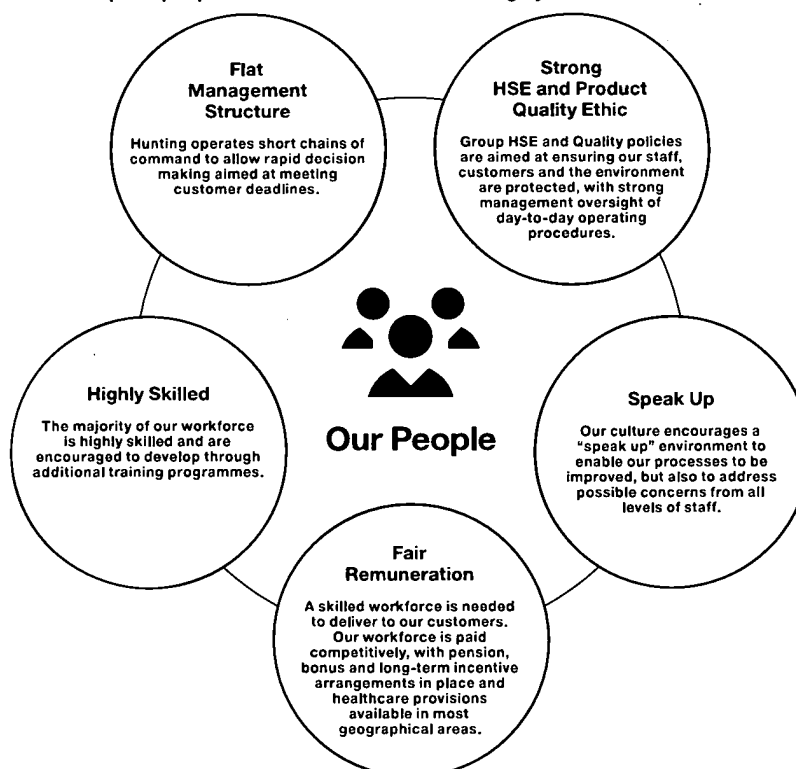 Flat
Management
Structure
Hunting operates short chains of
command to allow rapid decision
making aimed at meeting
customer deadlines.
Strong
HSE and Product
Quality Ethic
Group HSE and Quality policies
are aimed at ensuring our staff,
customers and the environment
are protected, with strong
management oversight of
day-to-day operating
procedures.
Highly Skilled
The majority of our workforce
is highly skilled and are
encouraged to develop through
additional training programmes.
Our People
Speak Up
Our culture encourages a
"speak up" environment to
enable our processes to be
improved, but also to address
possible concerns from all
levels of staff.
Fair
Remuneration
A skilled workforce is needed
to deliver to our customers.
Our workforce is paid
competitively, with pension,
bonus and long-term incentive
arrangements in place and
healthcare provisions
available in most
geographical areas.